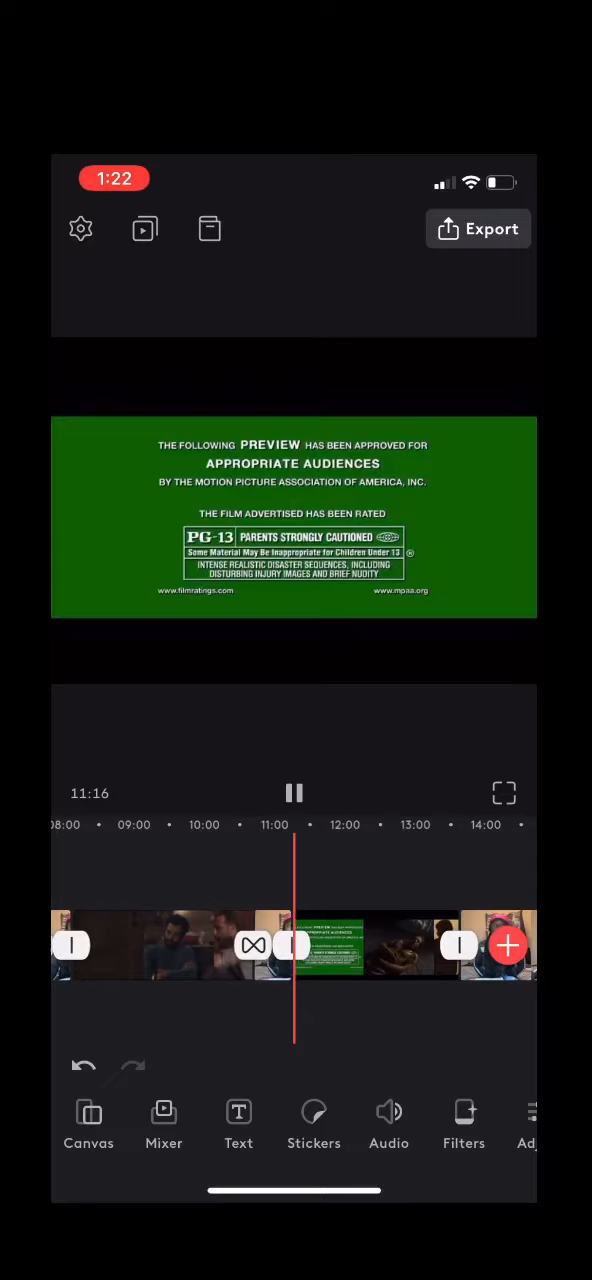 1:22
Export
THE FOLLOWING PREVIEW HAS BEEN APPROVED FOR
APPROPRIATE AUDIENCES
BY THE MOTION PICTURE ASSOCIATION OF AMERICA, INC.
THE FILM ADVERTISED HAS BEEN RATED
PG-13 PARENTS STRONGLY CAUTIONED
Some Material May Be Inappropriate for Children Under 13 ®
INTENSE REALISTIC DISASTER SEQUENCES, INCLUDING
DISTURBING INJURY IMAGES AND BRIEF NUDITY
www.filmratings.com www.mpaa.org
11:16
08:00 • 09:00 • 10:00 • 11:00 • 12:00 • 13:00 • 14:00 •
Canvas Mixer Text Stickers Audio Filters Ad